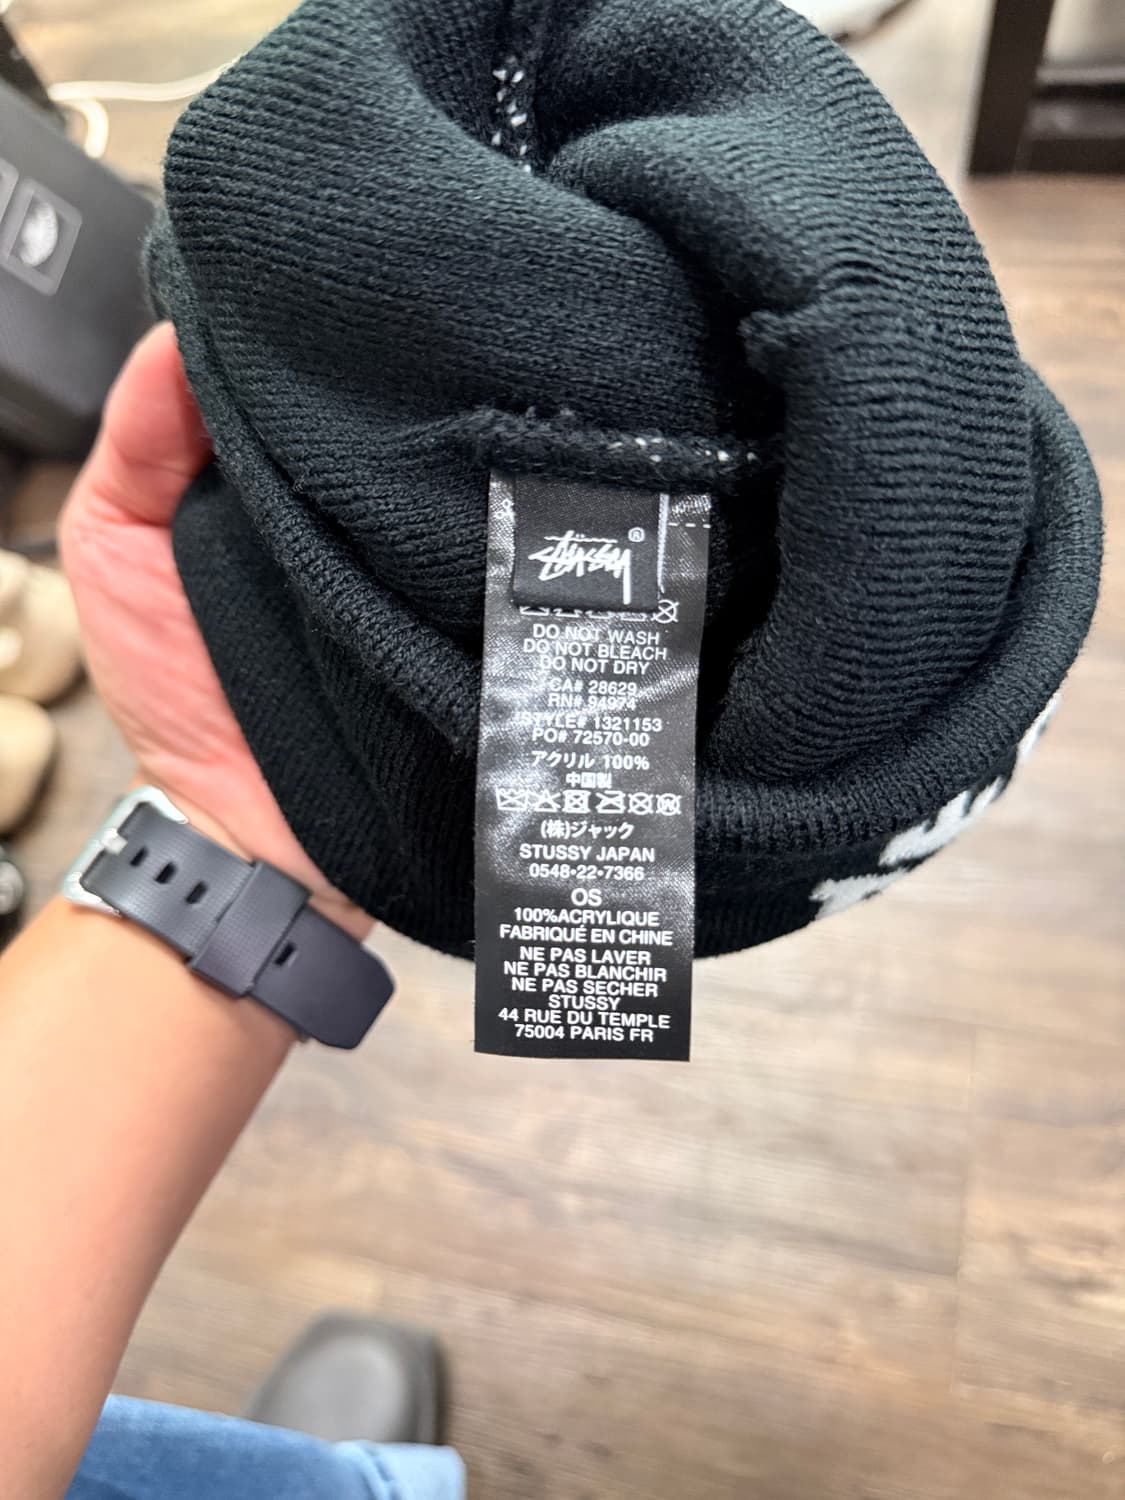 Stüssy®
DO NOT WASH
DO NOT BLEACH
DO NOT DRY
CA# 28629
RN# 94974
STYLE# 1321153
PO# 72570-00
アクリル 100%
中国製
(株)ジャック
STUSSY JAPAN
0548•22•7366
OS
100%ACRYLIQUE
FABRIQUÉ EN CHINE
NE PAS LAVER
NE PAS BLANCHIR
NE PAS SECHER
STUSSY
44 RUE DU TEMPLE
75004 PARIS FR